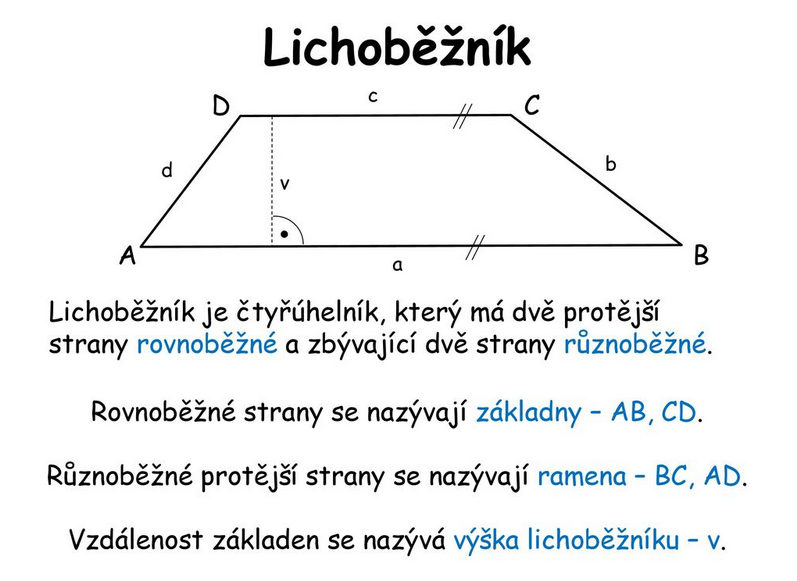 Lichoběžník
D
c
C
d
v
b
A
a
B
Lichoběžník je čtyřúhelník, který má dvě protější
strany rovnoběžné a zbývající dvě strany různoběžné.
Rovnoběžné strany se nazývají základny – AB, CD.
Různoběžné protější strany se nazývají ramena – BC, AD.
Vzdálenost základen se nazývá výška lichoběžníku – v.